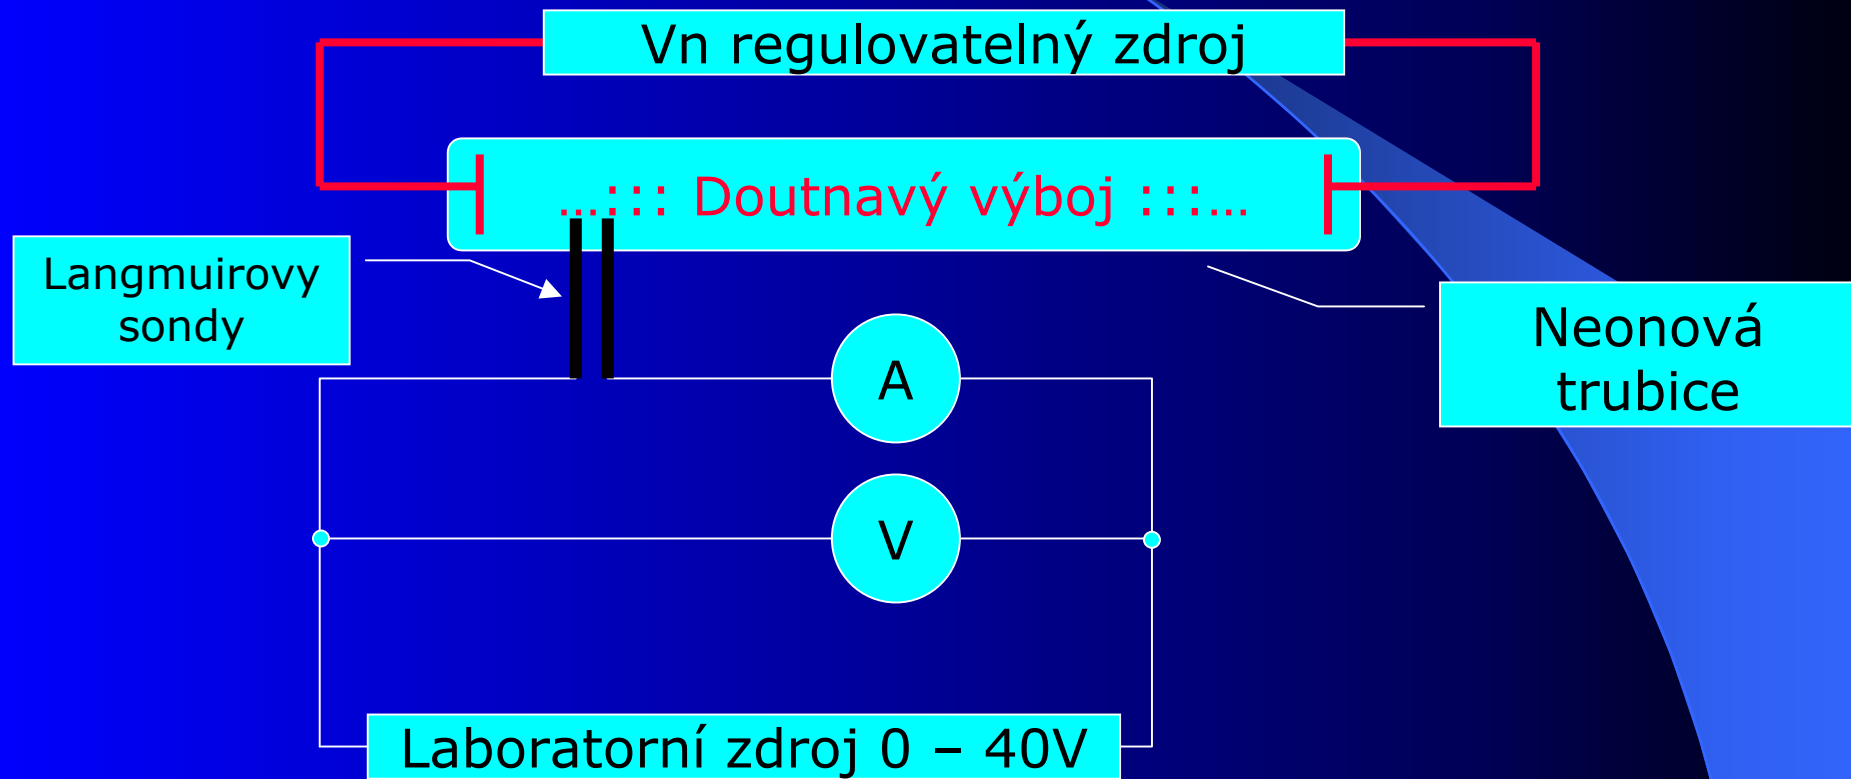 Vn regulovatelný zdroj
...::: Doutnavý výboj :::...
Langmuirovy
sondy
Neonová
trubice
A
V
Laboratorní zdroj 0 – 40V